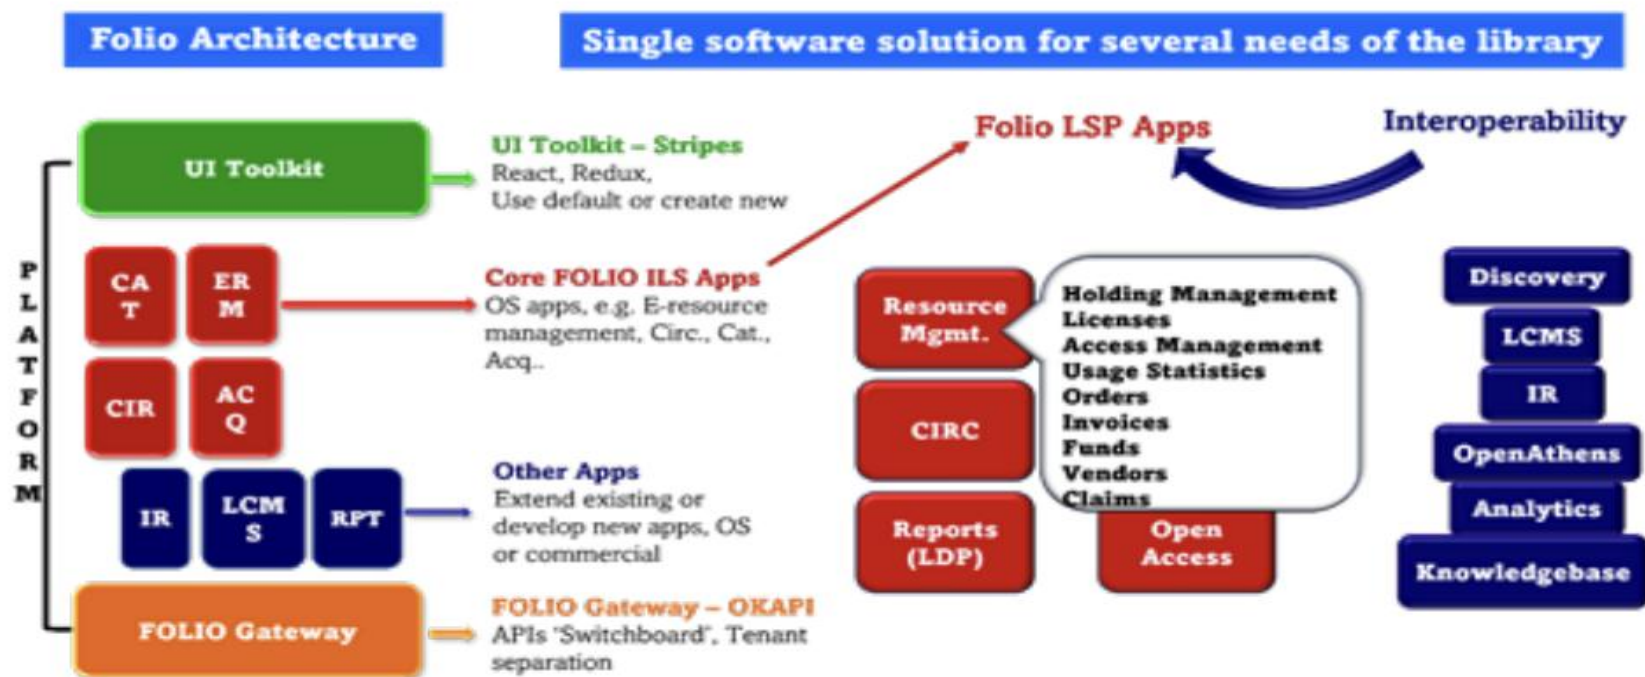 Folio Architecture
Single software solution for several needs of the library
PLATFORM
UI Toolkit
UI Toolkit – Stripes
React, Redux,
Use default or create new
CA
T
ER
M
CIR
AC
Q
Core FOLIO ILS Apps
OS apps, e.g. E-resource
management, Circ., Cat.,
Acq..
IR
LCM
S
RPT
Other Apps
Extend existing or
develop new apps, OS
or commercial
FOLIO Gateway
FOLIO Gateway – OKAPI
APIs "Switchboard", Tenant
separation
Folio LSP Apps
Interoperability
Resource
Mgmt.
CIRC
Reports
(LDP)
Holding Management
Licenses
Access Management
Usage Statistics
Orders
Invoices
Funds
Vendors
Claims
Open
Access
Discovery
LCMS
IR
OpenAthens
Analytics
Knowledgebase